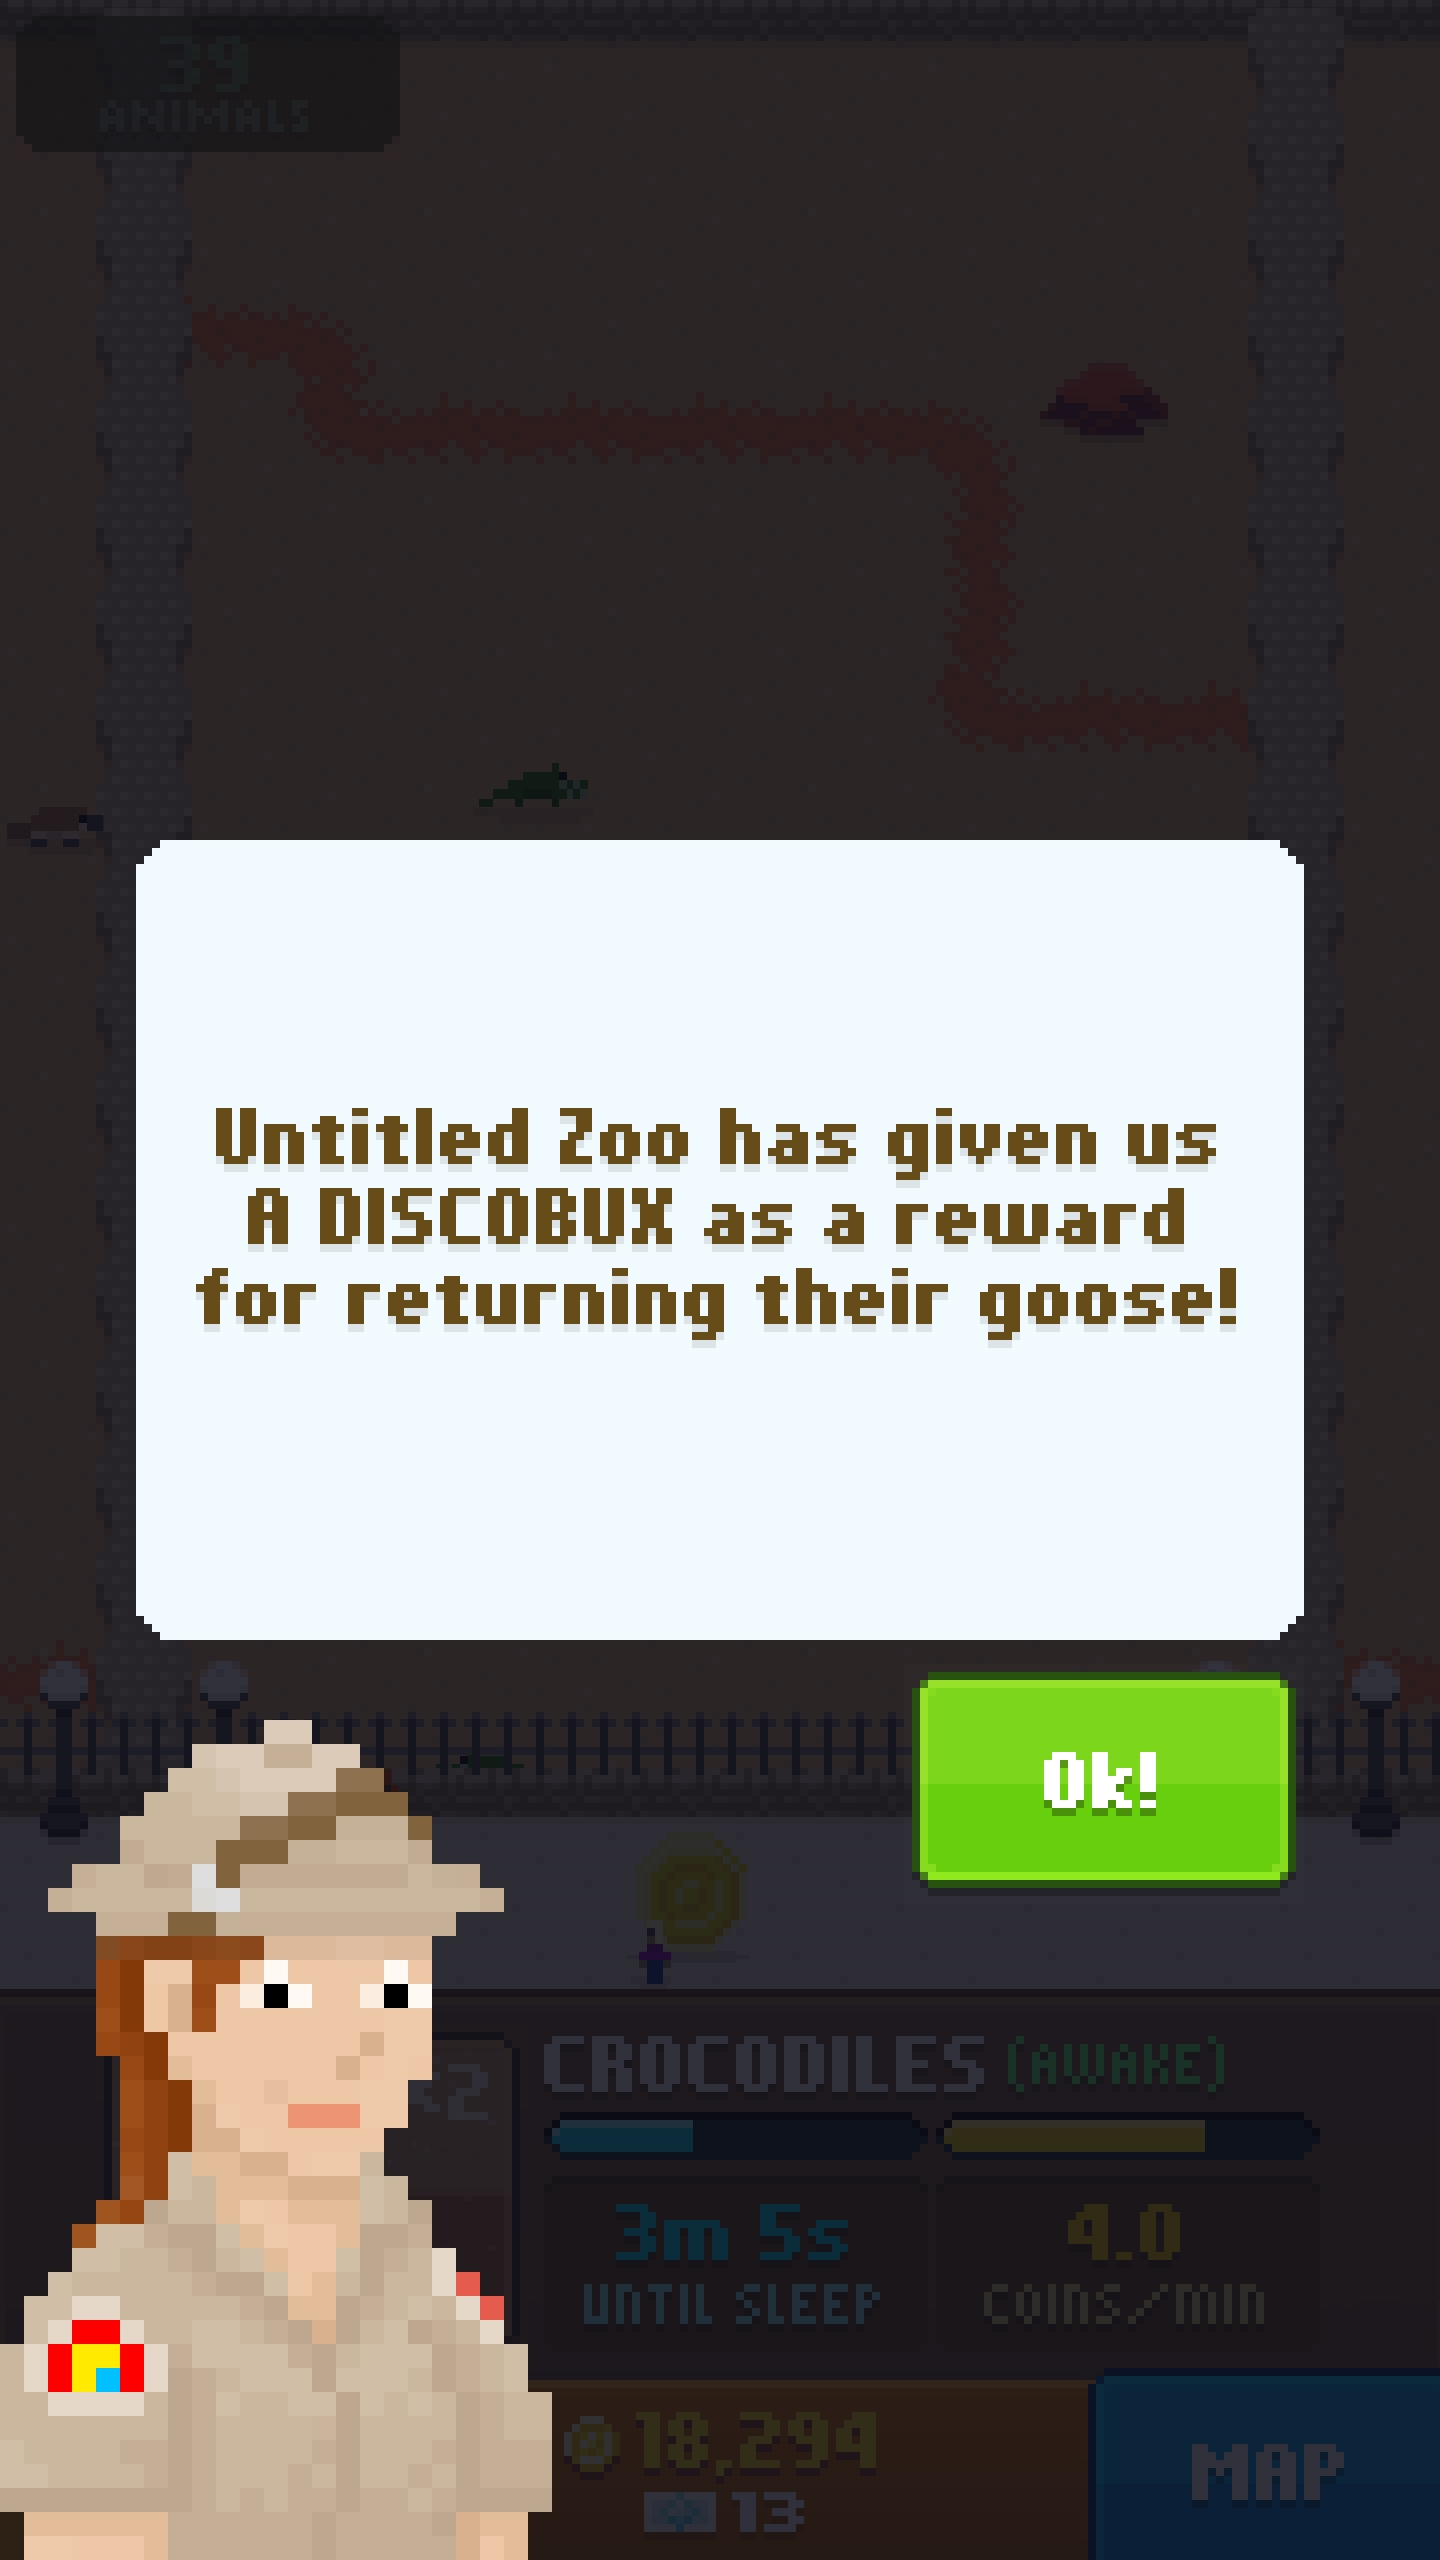 39
ANIMALS
Untitled Zoo has given us
A DISCOBUX as a reward
for returning their goose!
Ok!
x2
CROCODILES (AWAKE)
3m 5s
4.0
UNTIL SLEEP
COINS/MIN
18,294
13
MAP